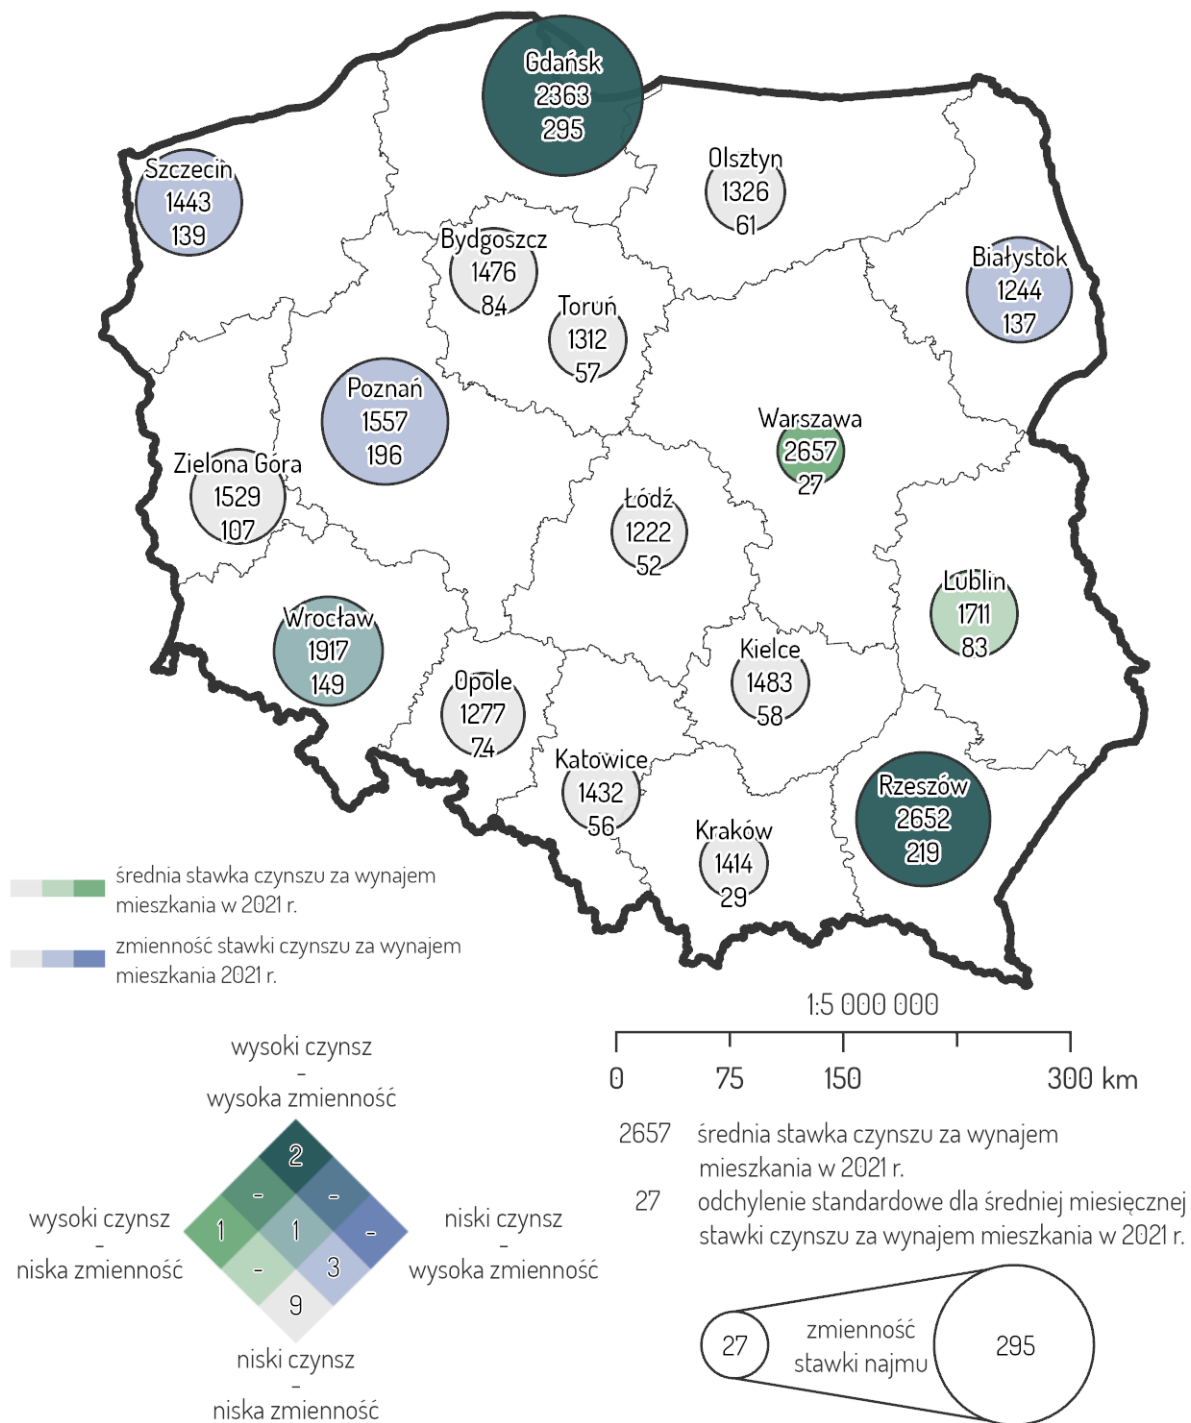 Gdańsk
2363
295
Szczecin
1443
139
Olsztyn
1326
61
Bydgoszcz
1476
84
Białystok
1244
137
Toruń
1312
57
Poznań
1557
196
Warszawa
2657
27
Zielona Góra
1529
107
Łódź
1222
52
Lublin
1711
83
Wrocław
1917
149
Kielce
1483
58
Opole
1277
74
Katowice
1432
56
Rzeszów
2652
219
Kraków
1414
29
średnia stawka czynszu za wynajem
mieszkania w 2021 r.
zmienność stawki czynszu za wynajem
mieszkania 2021 r.
1:5 000 000
0 75 150 300 km
wysoki czynsz
-
wysoka zmienność
2
- -
wysoki czynsz
-
niska zmienność
1 1 -
niski czynsz
-
wysoka zmienność
- 3
9
niski czynsz
-
niska zmienność
2657 średnia stawka czynszu za wynajem
mieszkania w 2021 r.
27 odchylenie standardowe dla średniej miesięcznej
stawki czynszu za wynajem mieszkania w 2021 r.
27
zmienność
stawki najmu
295